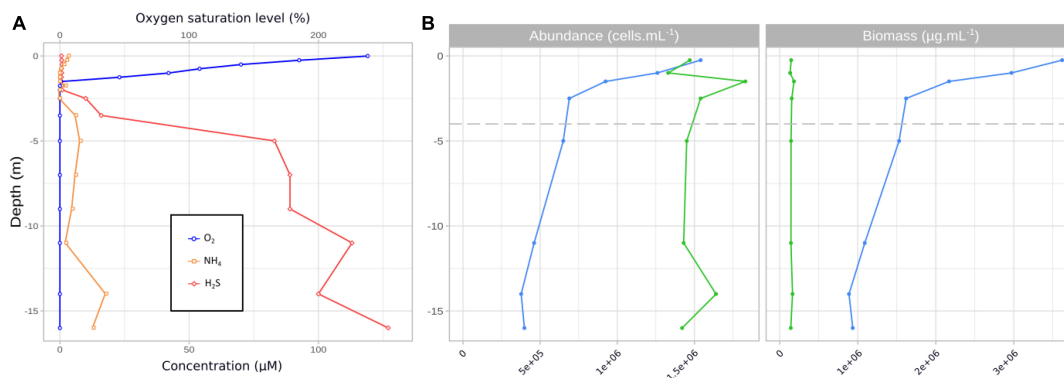 A
Oxygen saturation level (%)
0 100 200
Depth (m)
0
-5
-10
-15
O₂
NH₄
H₂S
0 50 100
Concentration (µM)
B
Abundance (cells.mL⁻¹)
Biomass (µg.mL⁻¹)
0
-5
-10
-15
0 5e+05 1e+06 1.5e+06
0 1e+06 2e+06 3e+06